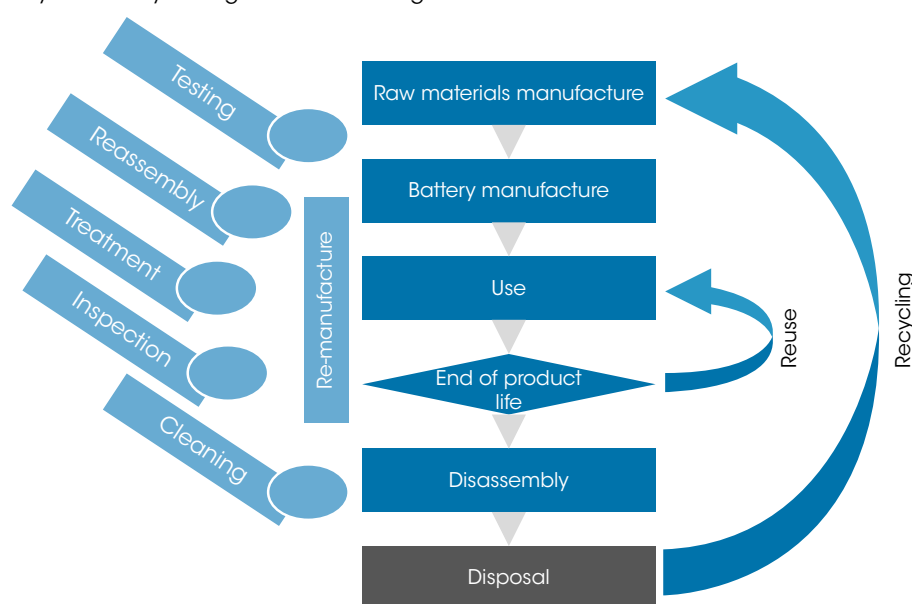 Testing
Reassembly
Treatment
Inspection
Cleaning
Re-manufacture
Raw materials manufacture
Battery manufacture
Use
End of product
life
Disassembly
Disposal
Reuse
Recycling